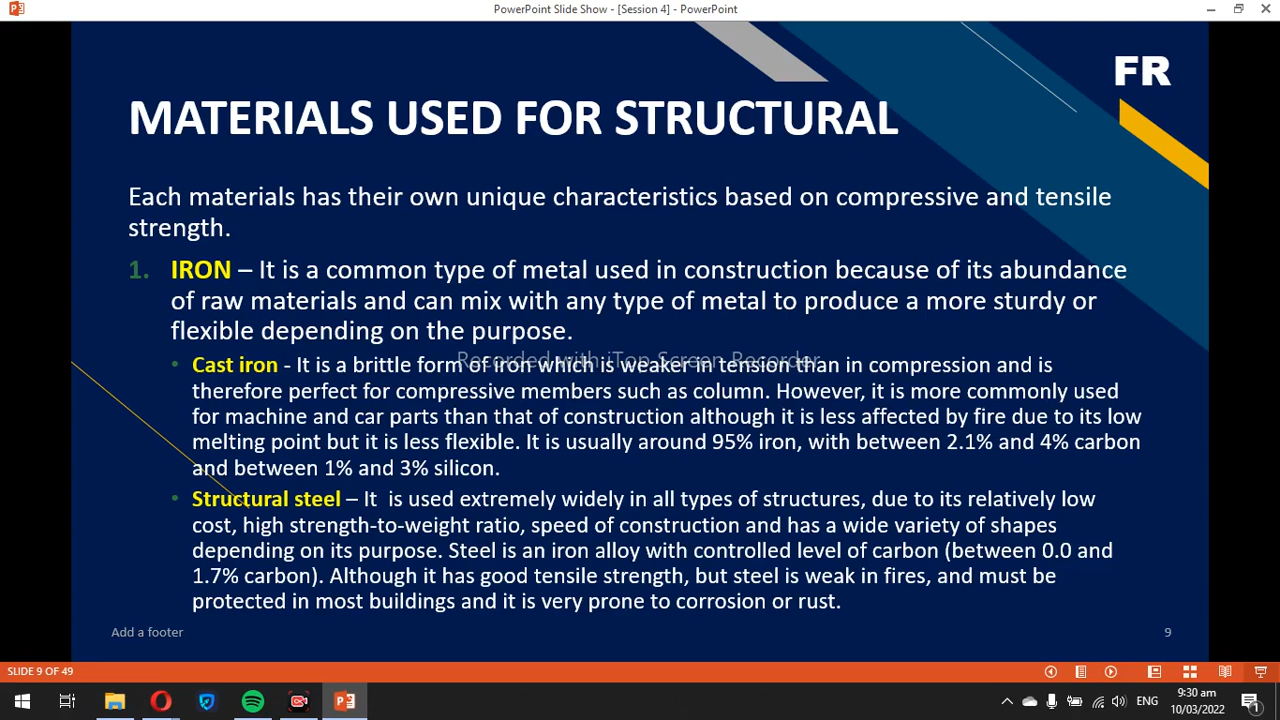 PowerPoint Slide Show - [Session 4] - PowerPoint
FR
MATERIALS USED FOR STRUCTURAL
Each materials has their own unique characteristics based on compressive and tensile
strength.
1. IRON – It is a common type of metal used in construction because of its abundance
of raw materials and can mix with any type of metal to produce a more sturdy or
flexible depending on the purpose.
Recorded with iTop Screen Recorder
• Cast iron - It is a brittle form of iron which is weaker in tension than in compression and is
therefore perfect for compressive members such as column. However, it is more commonly used
for machine and car parts than that of construction although it is less affected by fire due to its low
melting point but it is less flexible. It is usually around 95% iron, with between 2.1% and 4% carbon
and between 1% and 3% silicon.
• Structural steel – It  is used extremely widely in all types of structures, due to its relatively low
cost, high strength-to-weight ratio, speed of construction and has a wide variety of shapes
depending on its purpose. Steel is an iron alloy with controlled level of carbon (between 0.0 and
1.7% carbon). Although it has good tensile strength, but steel is weak in fires, and must be
protected in most buildings and it is very prone to corrosion or rust.
Add a footer
9
SLIDE 9 OF 49
ENG
9:30 am
10/03/2022
1